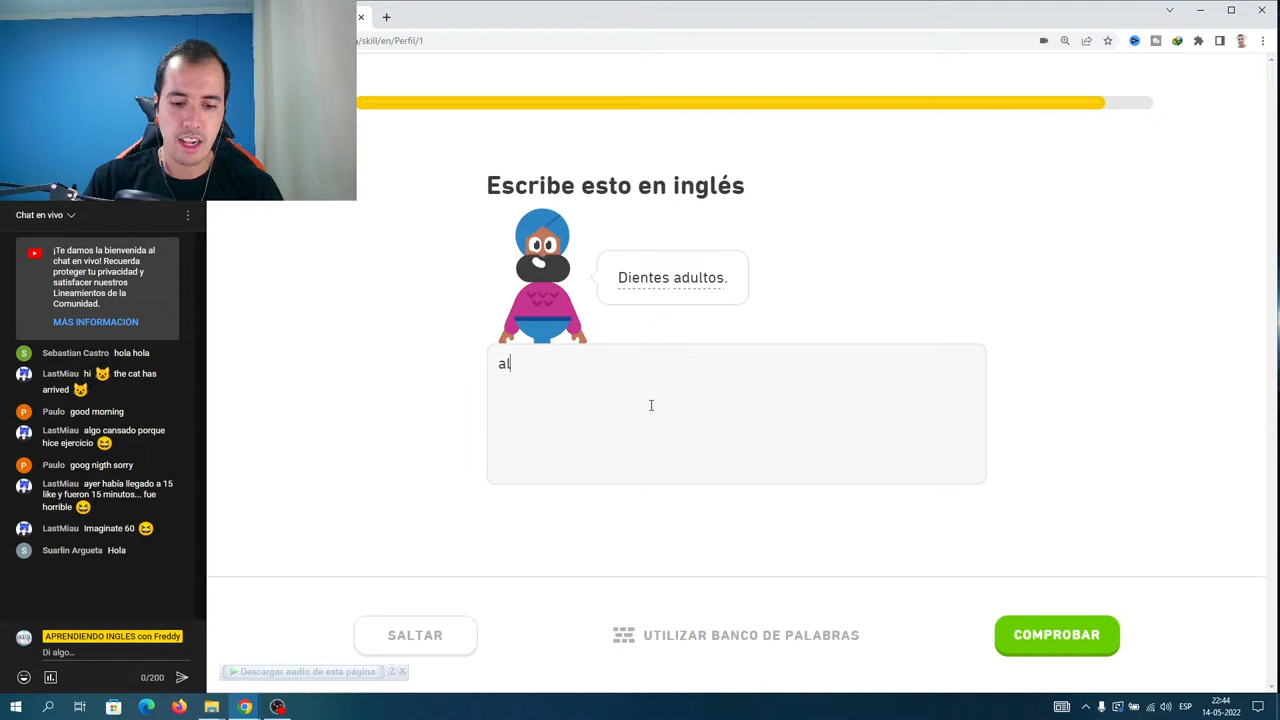 /skill/en/Perfil/1
Escribe esto en inglés
Dientes adultos.
al
Chat en vivo
¡Te damos la bienvenida al
chat en vivo! Recuerda
proteger tu privacidad y
satisfacer nuestros
Lineamientos de la
Comunidad.
MÁS INFORMACIÓN
Sebastian Castro hola hola
LastMiau hi 😺 the cat has
arrived 😹
Paulo good morning
LastMiau algo cansado porque
hice ejercicio 😆
Paulo goog nigth sorry
LastMiau ayer había llegado a 15
like y fueron 15 minutos... fue
horrible 😆
LastMiau Imaginate 60 😆
Suarlin Argueta Hola
APRENDIENDO INGLES con Freddy
Di algo...
0/200
SALTAR
UTILIZAR BANCO DE PALABRAS
COMPROBAR
Descargar audio de esta página
? X
ESP
22:44
14-05-2022